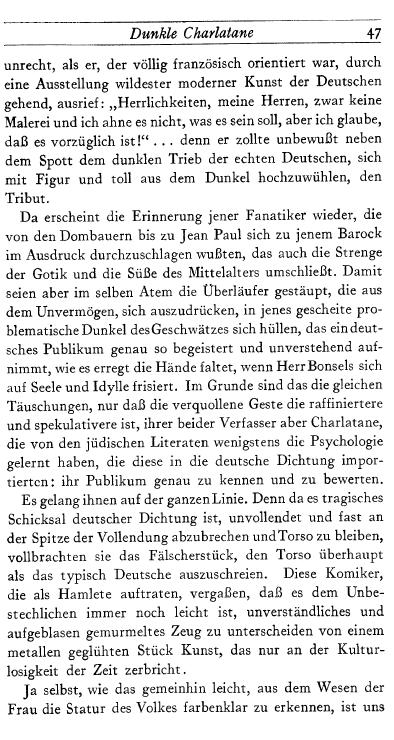 Dunkle Charlatane 47
unrecht, als er, der völlig französisch orientiert war, durch
eine Ausstellung wildester moderner Kunst der Deutschen
gehend, ausrief: „Herrlichkeiten, meine Herren, zwar keine
Malerei und ich ahne es nicht, was es sein soll, aber ich glaube,
daß es vorzüglich ist!“ . . . denn er zollte unbewußt neben
dem Spott dem dunklen Trieb der echten Deutschen, sich
mit Figur und toll aus dem Dunkel hochzuwühlen, den
Tribut.
Da erscheint die Erinnerung jener Fanatiker wieder, die
von den Dombauern bis zu Jean Paul sich zu jenem Barock
im Ausdruck durchzuschlagen wußten, das auch die Strenge
der Gotik und die Süße des Mittelalters umschließt. Damit
seien aber im selben Atem die Überläufer gestäupt, die aus
dem Unvermögen, sich auszudrücken, in jenes gescheite pro-
blematische Dunkel des Geschwätzes sich hüllen, das ein deut-
sches Publikum genau so begeistert und unverstehend auf-
nimmt, wie es erregt die Hände faltet, wenn Herr Bonsels sich
auf Seele und Idylle frisiert. Im Grunde sind das die gleichen
Täuschungen, nur daß die verquollene Geste die raffiniertere
und spekulativere ist, ihrer beider Verfasser aber Charlatane,
die von den jüdischen Literaten wenigstens die Psychologie
gelernt haben, die diese in die deutsche Dichtung impor-
tierten: ihr Publikum genau zu kennen und zu bewerten.
Es gelang ihnen auf der ganzen Linie. Denn da es tragisches
Schicksal deutscher Dichtung ist, unvollendet und fast an
der Spitze der Vollendung abzubrechen und Torso zu bleiben,
vollbrachten sie das Fälscherstück, den Torso überhaupt
als das typisch Deutsche auszuschreien. Diese Komiker,
die als Hamlete auftraten, vergaßen, daß es dem Unbe-
stechlichen immer noch leicht ist, unverständliches und
aufgeblasen gemurmeltes Zeug zu unterscheiden von einem
metallen geglühten Stück Kunst, das nur an der Kultur-
losigkeit der Zeit zerbricht.
Ja selbst, wie das gemeinhin leicht, aus dem Wesen der
Frau die Statur des Volkes farbenklar zu erkennen, ist uns